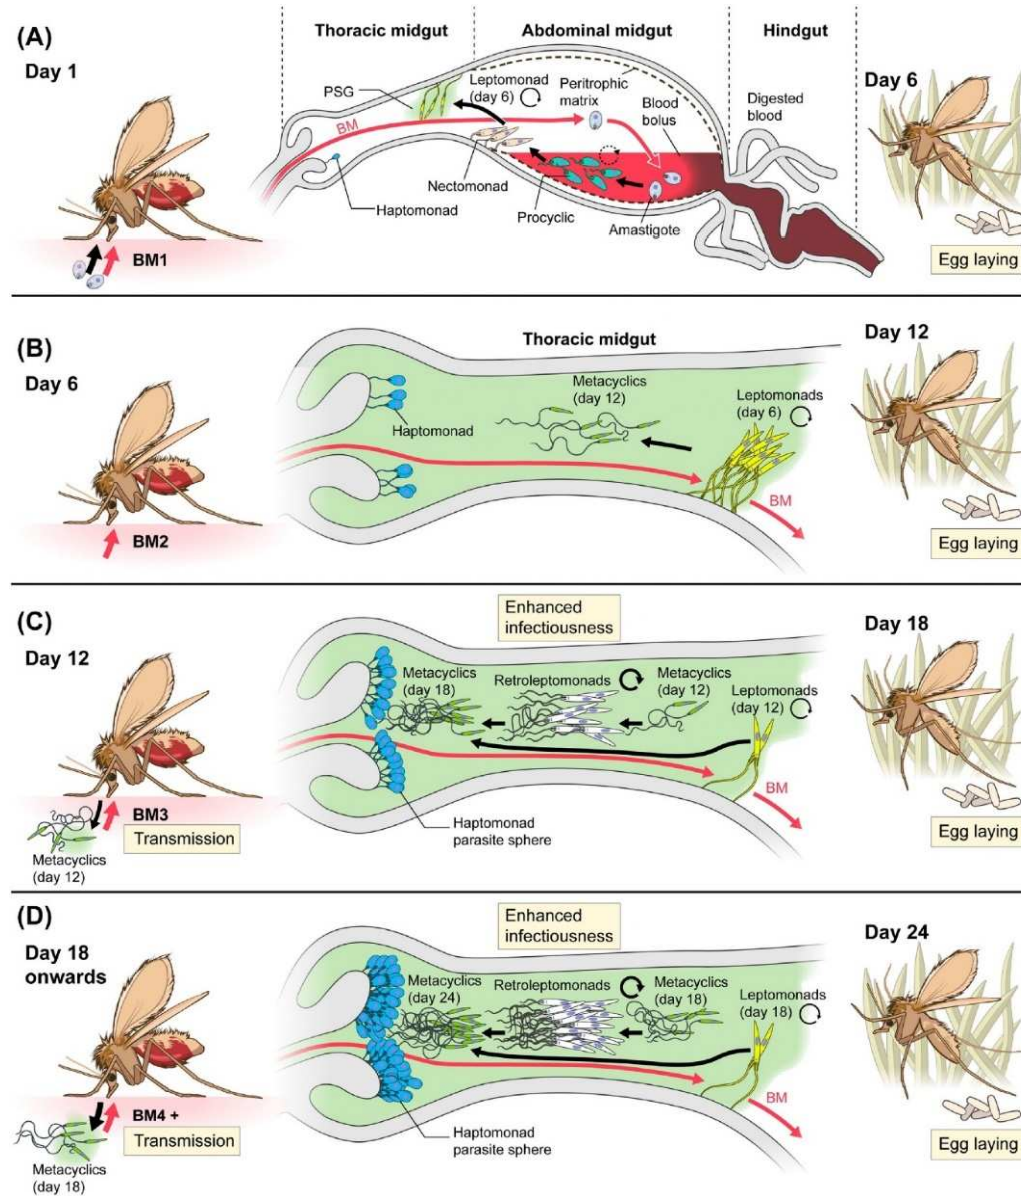 (A)
Day 1
Thoracic midgut
Abdominal midgut
Hindgut
Day 6
PSG
Leptomonad
(day 6)
Peritrophic
matrix
Blood
bolus
Digested
blood
BM
Nectomonad
Haptomonad
Procyclic
Amastigote
BM1
Egg laying
(B)
Day 6
Thoracic midgut
Day 12
Metacyclics
(day 12)
Leptomonads
(day 6)
Haptomonad
BM
BM2
Egg laying
(C)
Day 12
Enhanced
infectiousness
Day 18
Metacyclics
(day 18)
Retroleptomonads
Metacyclics
(day 12)
Leptomonads
(day 12)
BM
BM3
Transmission
Metacyclics
(day 12)
Haptomonad
parasite sphere
Egg laying
(D)
Day 18
onwards
Enhanced
infectiousness
Day 24
Metacyclics
(day 24)
Retroleptomonads
Metacyclics
(day 18)
Leptomonads
(day 18)
BM
BM4 +
Transmission
Metacyclics
(day 18)
Haptomonad
parasite sphere
Egg laying